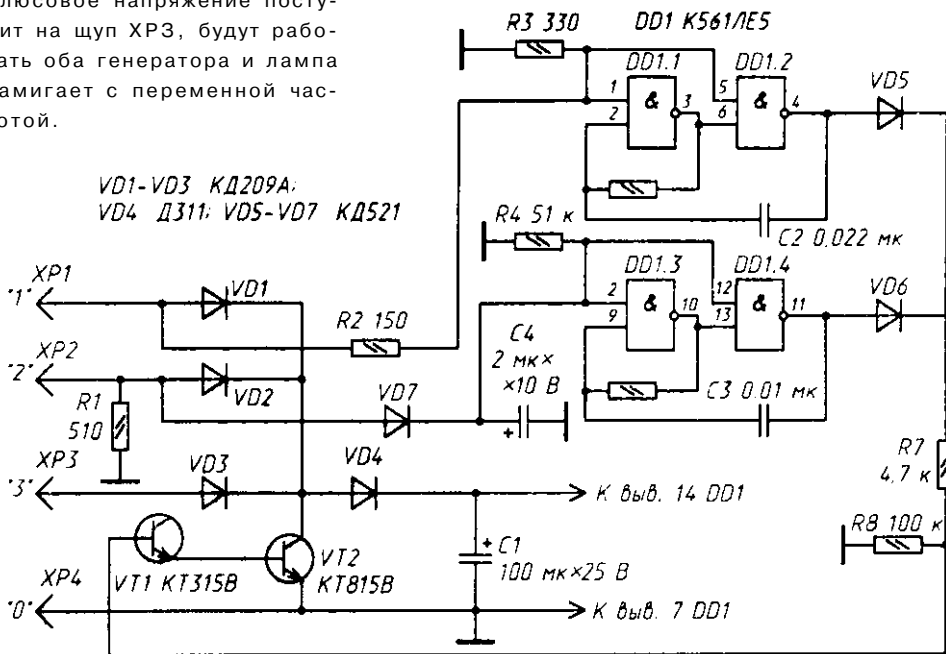 люсовое напряжение посту-
ит на щуп ХР3, будут рабо-
ать оба генератора и лампа
амигает с переменной час-
отой.
R3 330
DD1 К561ЛЕ5
DD1.1
DD1.2
VD5
1
2
&
3
5
6
&
4
VD1-VD3 КД209А;
VD4 Д311; VD5-VD7 КД521
R4 51 к
C2 0,022 мк
DD1.3
DD1.4
VD6
2
9
&
10
12
13
&
11
XP1
"1"
VD1
R2 150
C4
2 мк×
×10 В
+
C3 0.01 мк
XP2
"2"
VD2
R1
510
VD7
R7
4,7 к
XP3
"3"
VD3
VD4
К выв. 14 DD1
R8 100 к
VT1 КТ315В
VT2
КТ815В
+ C1
100 мк×25 В
XP4
"0"
К выв. 7 DD1